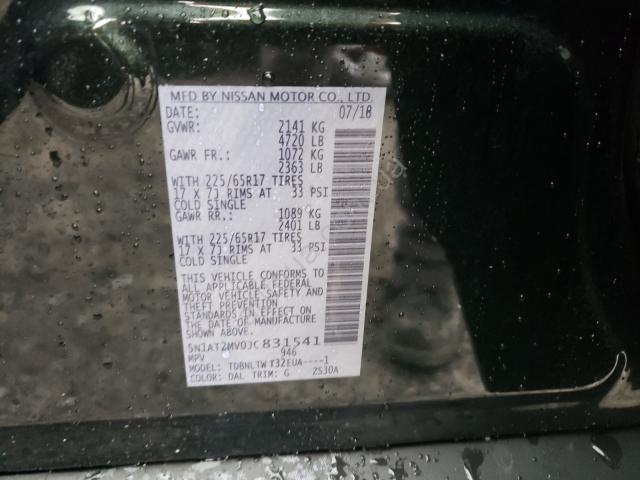 MFD BY NISSAN MOTOR CO., LTD.
DATE: 07/18
GVWR: 2141 KG
4720 LB
GAWR FR.: 1072 KG
2363 LB
WITH 225/65R17 TIRES
17 X 7J RIMS AT 33 PSI
COLD SINGLE
GAWR RR.: 1089 KG
2401 LB
WITH 225/65R17 TIRES
17 X 7J RIMS AT 33 PSI
COLD SINGLE
THIS VEHICLE CONFORMS TO
ALL APPLICABLE FEDERAL
MOTOR VEHICLE SAFETY AND
THEFT PREVENTION
STANDARDS IN EFFECT ON
THE DATE OF MANUFACTURE
SHOWN ABOVE.
5N1AT2MV0JC831541
MPV 946
MODEL: TDBNLTW T32EUA----1
COLOR: DAL TRIM: G ZS30A